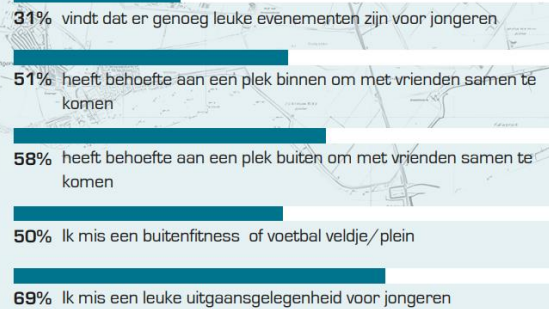 31% vindt dat er genoeg leuke evenementen zijn voor jongeren
51% heeft behoefte aan een plek binnen om met vrienden samen te
komen
58% heeft behoefte aan een plek buiten om met vrienden samen te
komen
50% Ik mis een buitenfitness of voetbal veldje/plein
69% Ik mis een leuke uitgaansgelegenheid voor jongeren